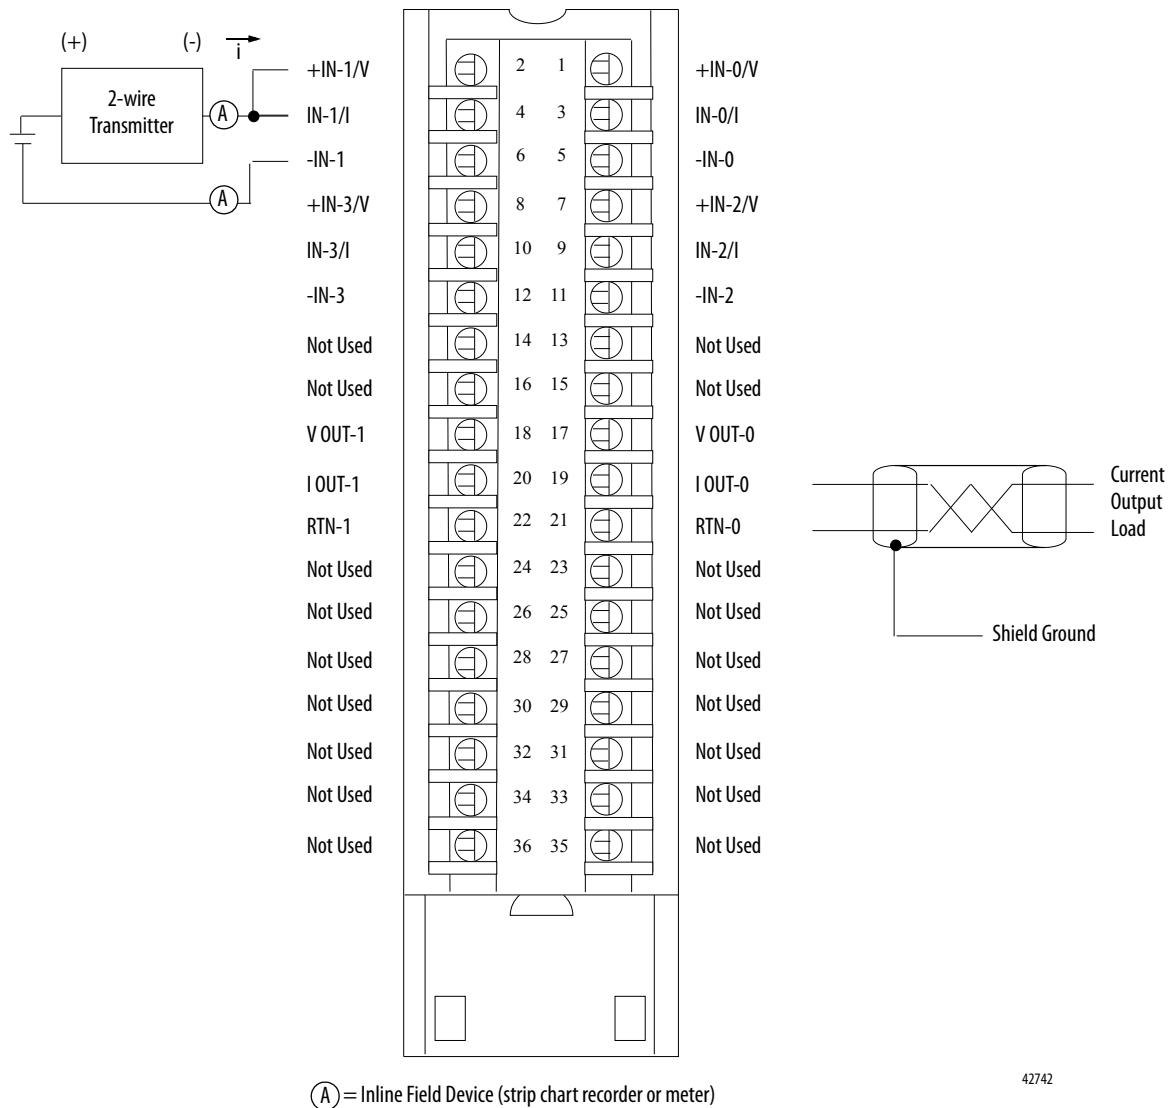 (+) (-) i
2-wire
Transmitter
A
A
+IN-1/V 2 1 +IN-0/V
IN-1/I 4 3 IN-0/I
-IN-1 6 5 -IN-0
+IN-3/V 8 7 +IN-2/V
IN-3/I 10 9 IN-2/I
-IN-3 12 11 -IN-2
Not Used 14 13 Not Used
Not Used 16 15 Not Used
V OUT-1 18 17 V OUT-0
I OUT-1 20 19 I OUT-0
RTN-1 22 21 RTN-0
Not Used 24 23 Not Used
Not Used 26 25 Not Used
Not Used 28 27 Not Used
Not Used 30 29 Not Used
Not Used 32 31 Not Used
Not Used 34 33 Not Used
Not Used 36 35 Not Used
Current
Output
Load
Shield Ground
A = Inline Field Device (strip chart recorder or meter)
42742